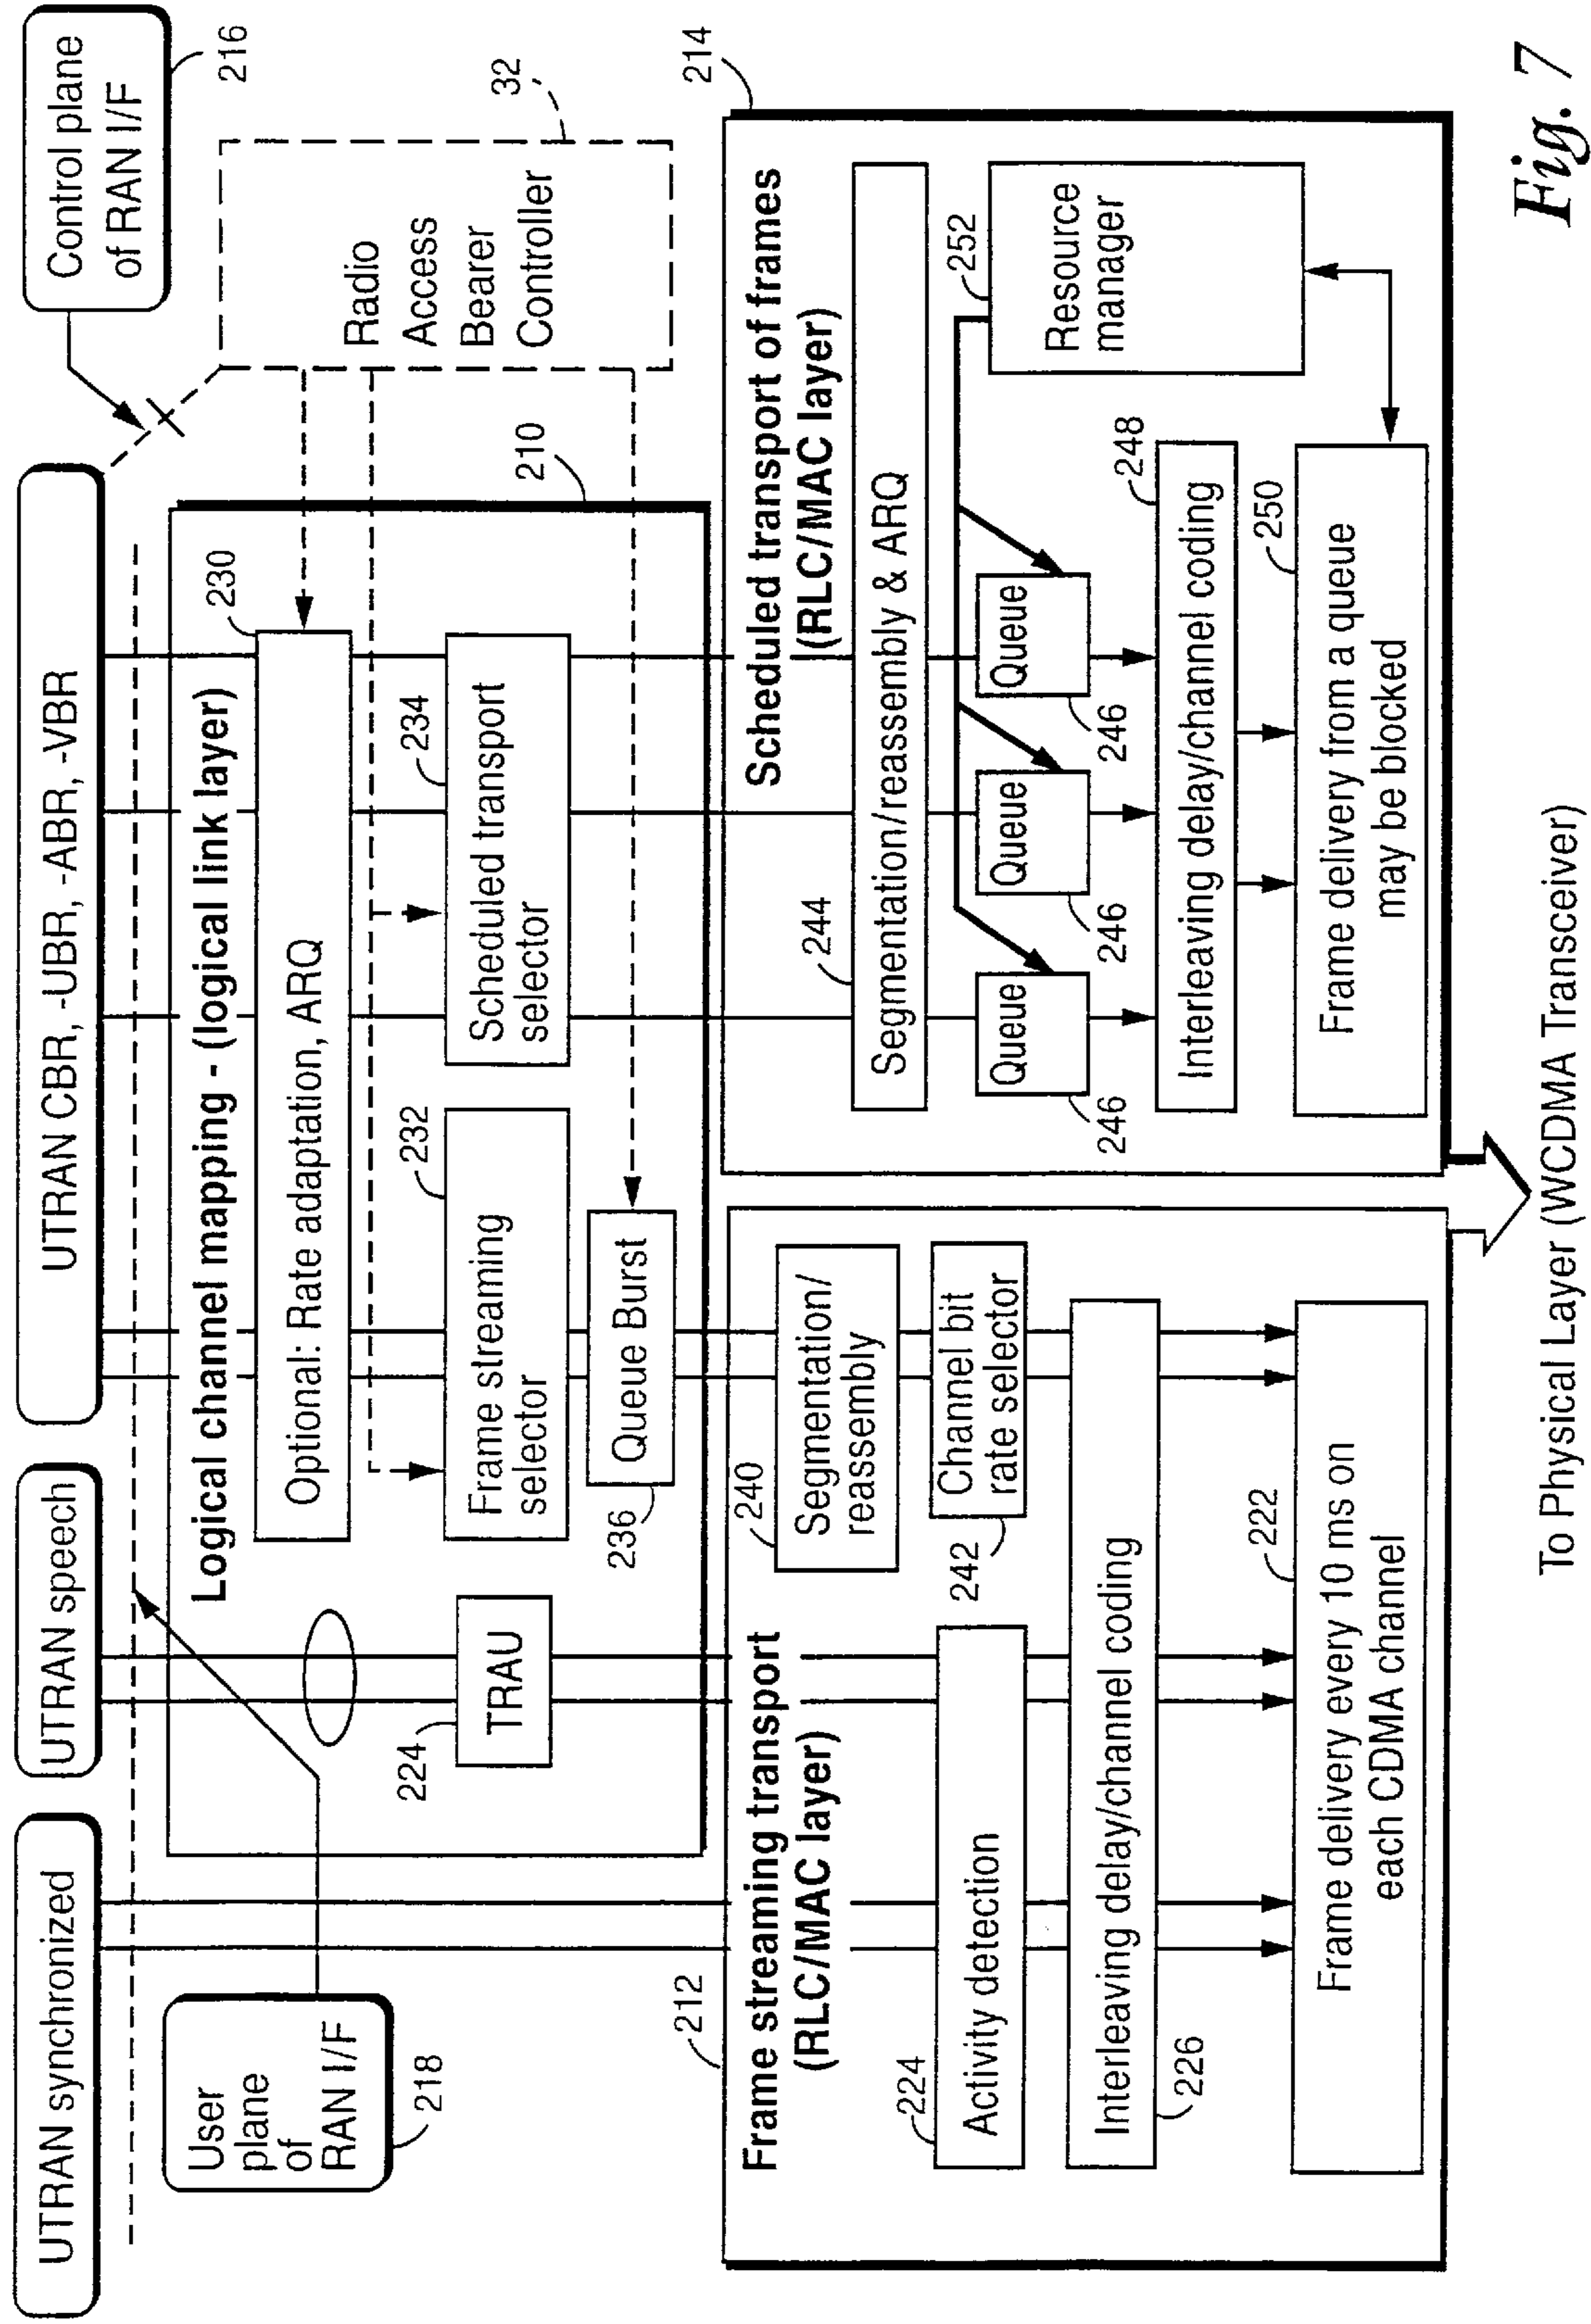 UTRAN synchronized
UTRAN speech
UTRAN CBR, -UBR, -ABR, -VBR
Control plane
of RAN I/F
216
User
plane
of
RAN I/F
218
Logical channel mapping - (logical link layer)
230
Optional: Rate adaptation, ARQ
Radio
Access
Bearer
Controller
32
224
TRAU
232
Frame streaming
selector
234
Scheduled transport
selector
236
Queue Burst
210
212
Frame streaming transport
(RLC/MAC layer)
240
Segmentation/
reassembly
224
Activity detection
242
Channel bit
rate selector
Interleaving delay/channel coding
226
222
Frame delivery every 10 ms on
each CDMA channel
214
Scheduled transport of frames
(RLC/MAC layer)
244
Segmentation/reassembly & ARQ
252
Resource
manager
Queue
246
Queue
246
Queue
246
248
Interleaving delay/channel coding
250
Frame delivery from a queue
may be blocked
To Physical Layer (WCDMA Transceiver)
Fig. 7